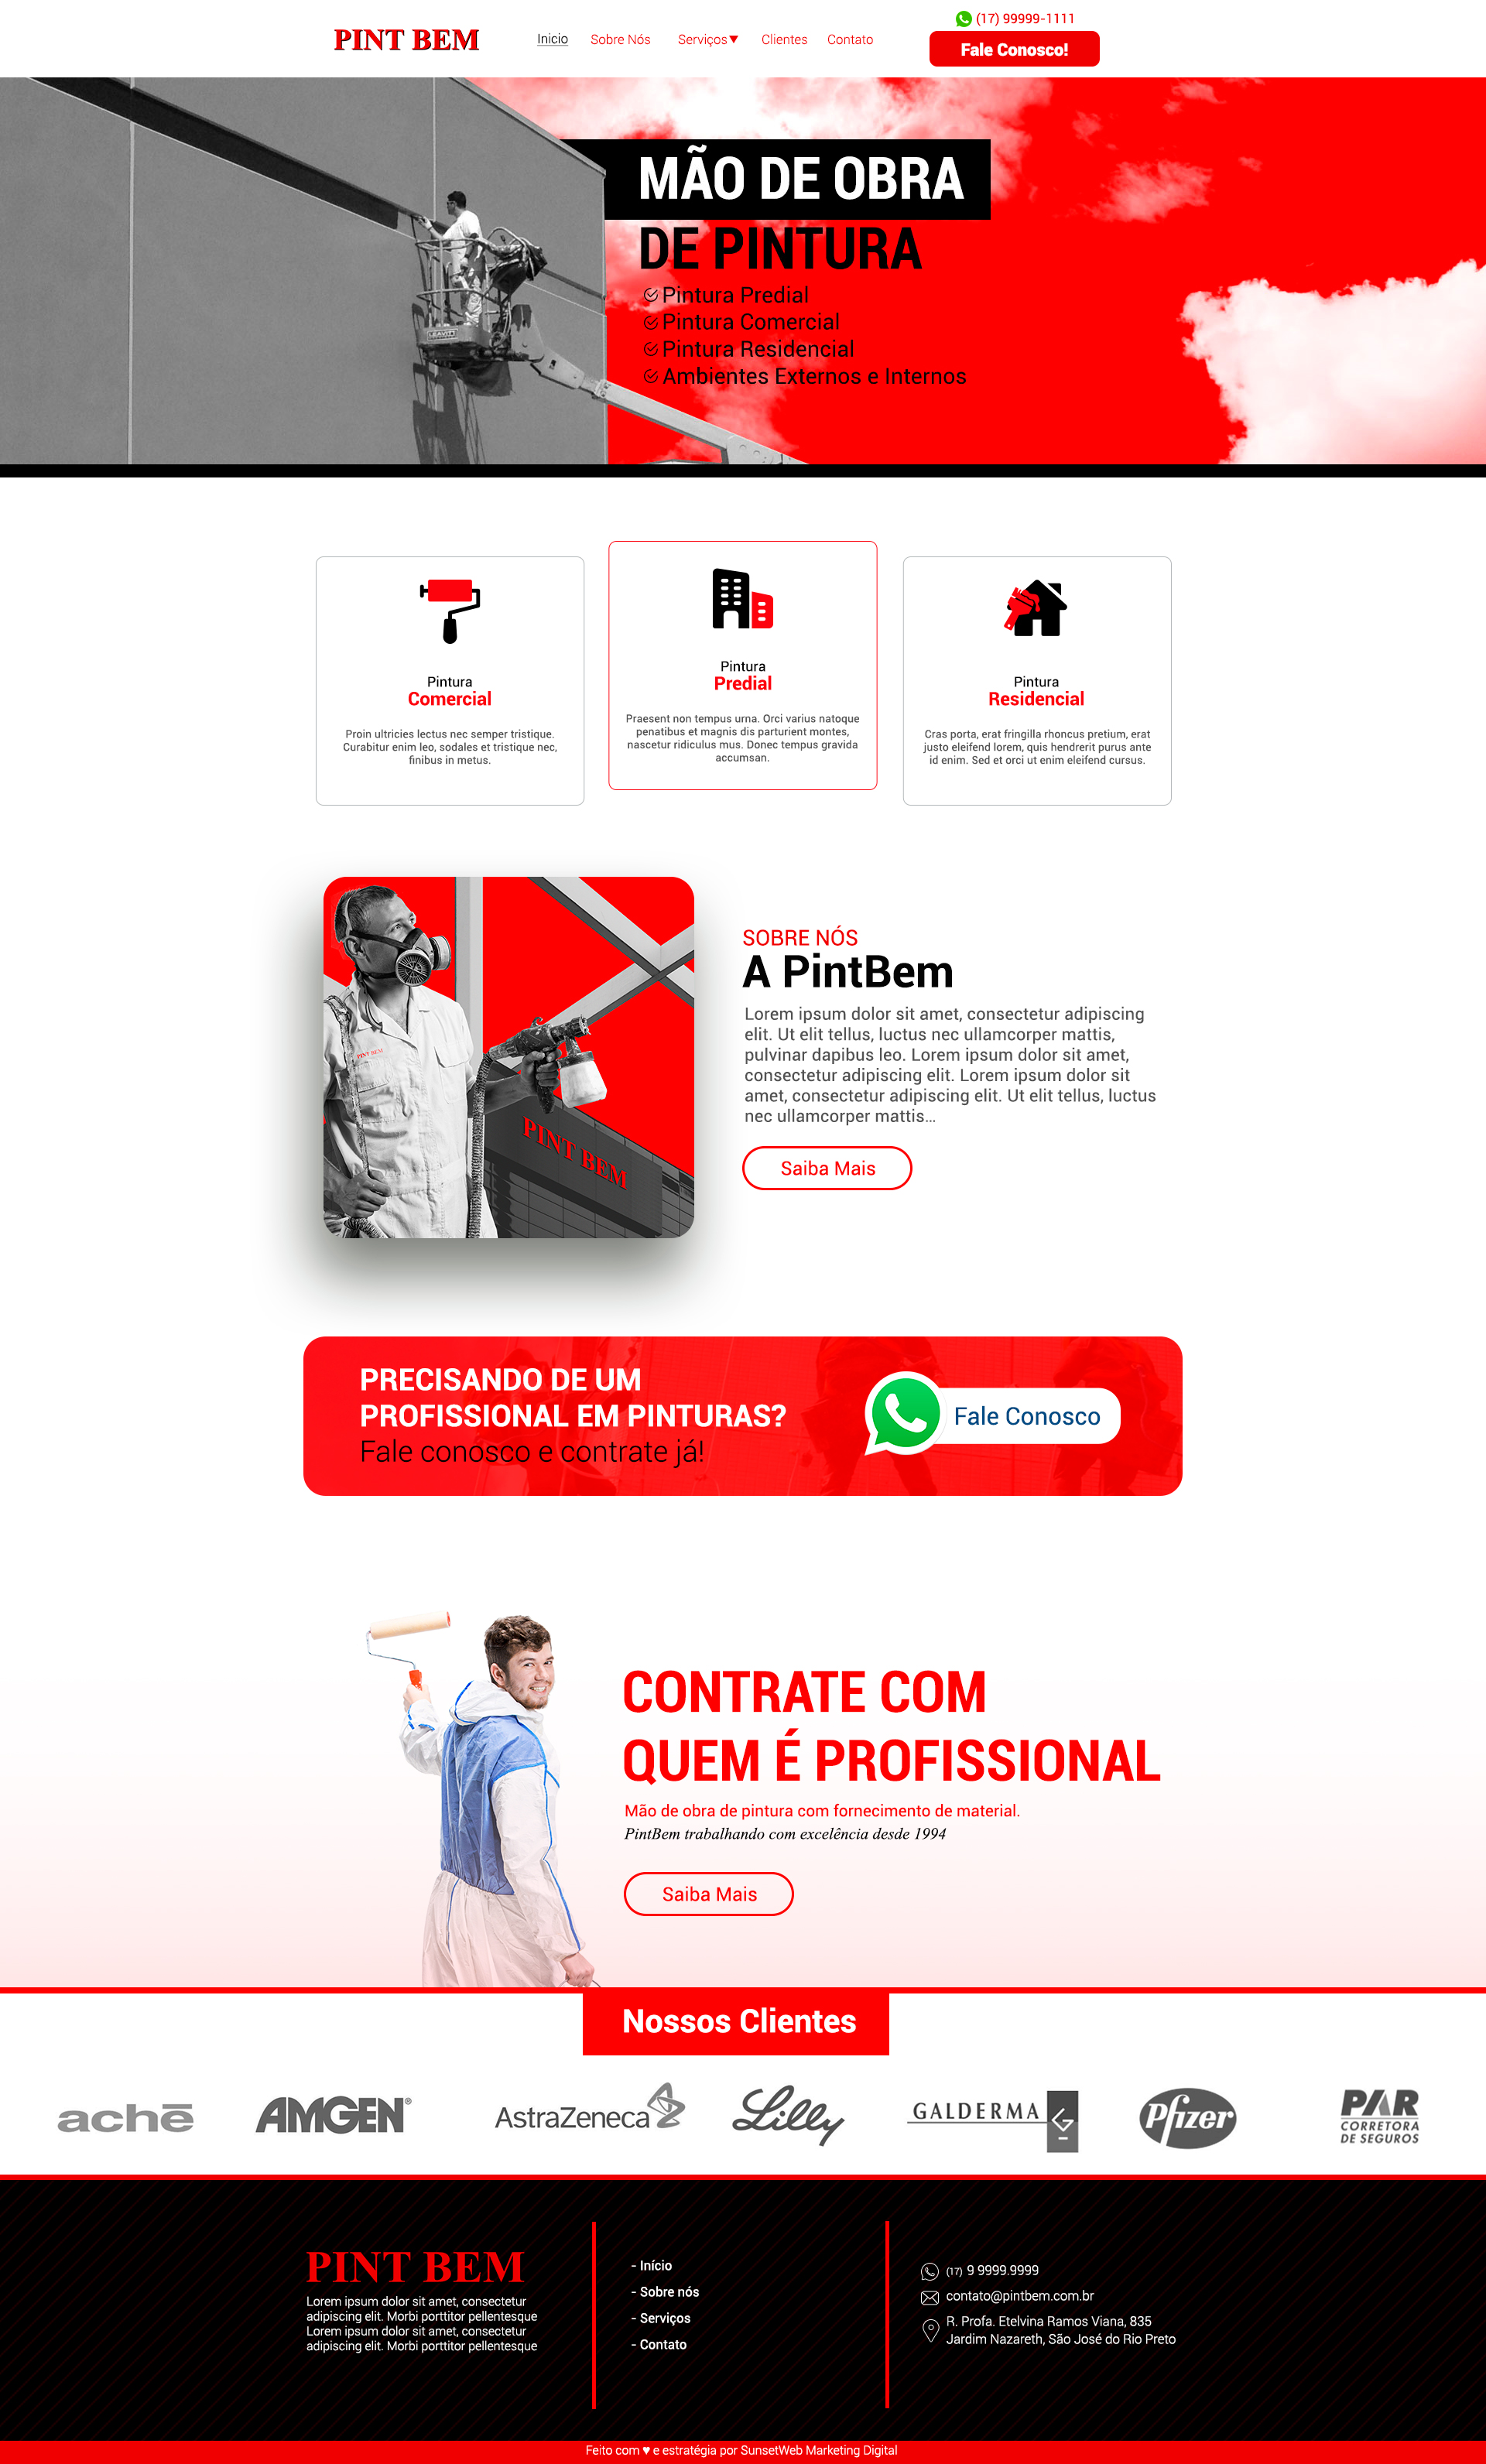 PINT BEM
Inicio
Sobre Nós
Serviços▼
Clientes
Contato
(17) 99999-1111
Fale Conosco!
MÃO DE OBRA
DE PINTURA
Pintura Predial
Pintura Comercial
Pintura Residencial
Ambientes Externos e Internos
LEAVITT
Pintura
Comercial
Proin ultricies lectus nec semper tristique.
Curabitur enim leo, sodales et tristique nec,
finibus in metus.
Pintura
Predial
Praesent non tempus urna. Orci varius natoque
penatibus et magnis dis parturient montes,
nascetur ridiculus mus. Donec tempus gravida
accumsan.
Pintura
Residencial
Cras porta, erat fringilla rhoncus pretium, erat
justo eleifend lorem, quis hendrerit purus ante
id enim. Sed et orci ut enim eleifend cursus.
PINT BEM
PINT BEM
SOBRE NÓS
A PintBem
Lorem ipsum dolor sit amet, consectetur adipiscing
elit. Ut elit tellus, luctus nec ullamcorper mattis,
pulvinar dapibus leo. Lorem ipsum dolor sit amet,
consectetur adipiscing elit. Lorem ipsum dolor sit
amet, consectetur adipiscing elit. Ut elit tellus, luctus
nec ullamcorper mattis...
Saiba Mais
PRECISANDO DE UM
PROFISSIONAL EM PINTURAS?
Fale conosco e contrate já!
Fale Conosco
CONTRATE COM
QUEM É PROFISSIONAL
Mão de obra de pintura com fornecimento de material.
PintBem trabalhando com excelência desde 1994
Saiba Mais
Nossos Clientes
achē
AMGEN®
AstraZeneca
Lilly
GALDERMA
Pfizer
PAR
CORRETORA
DE SEGUROS
PINT BEM
Lorem ipsum dolor sit amet, consectetur
adipiscing elit. Morbi porttitor pellentesque
Lorem ipsum dolor sit amet, consectetur
adipiscing elit. Morbi porttitor pellentesque
- Início
- Sobre nós
- Serviços
- Contato
(17) 9 9999.9999
contato@pintbem.com.br
R. Profa. Etelvina Ramos Viana, 835
Jardim Nazareth, São José do Rio Preto
Feito com ♥ e estratégia por SunsetWeb Marketing Digital